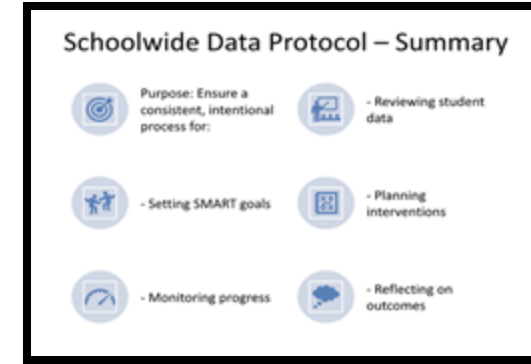 Schoolwide Data Protocol – Summary
Purpose: Ensure a
consistent, intentional
process for:
- Reviewing student
data
- Setting SMART goals
- Planning
interventions
- Monitoring progress
- Reflecting on
outcomes